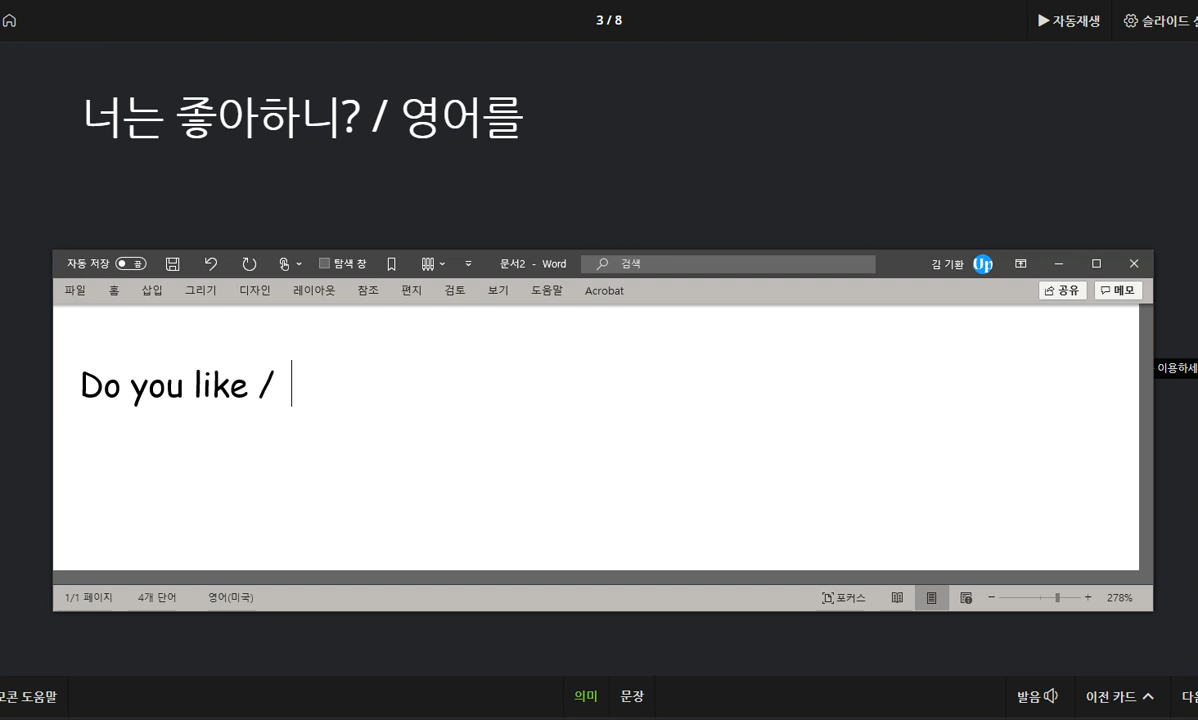 3 / 8
▶ 자동재생
슬라이드
너는 좋아하니? / 영어를
자동 저장 끔 탐색 창 문서2 - Word 검색 김 기환 Up
파일 홈 삽입 그리기 디자인 레이아웃 참조 편지 검토 보기 도움말 Acrobat 공유 메모
이용하세
Do you like /
1/1 페이지 4개 단어 영어(미국) 포커스 278%
도움말 의미 문장 발음 이전 카드